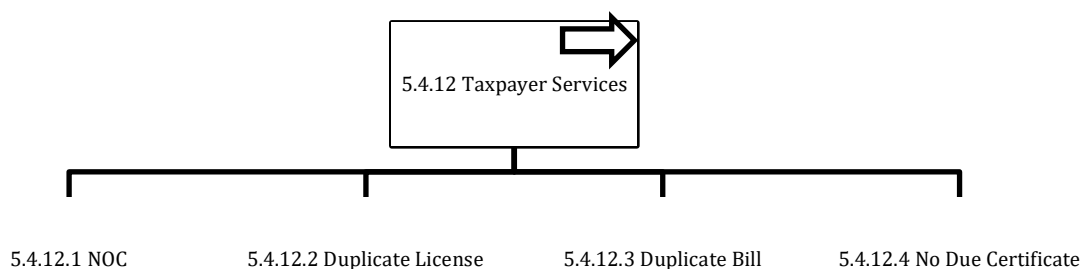 5.4.12 Taxpayer Services
5.4.12.1 NOC
5.4.12.2 Duplicate License
5.4.12.3 Duplicate Bill
5.4.12.4 No Due Certificate